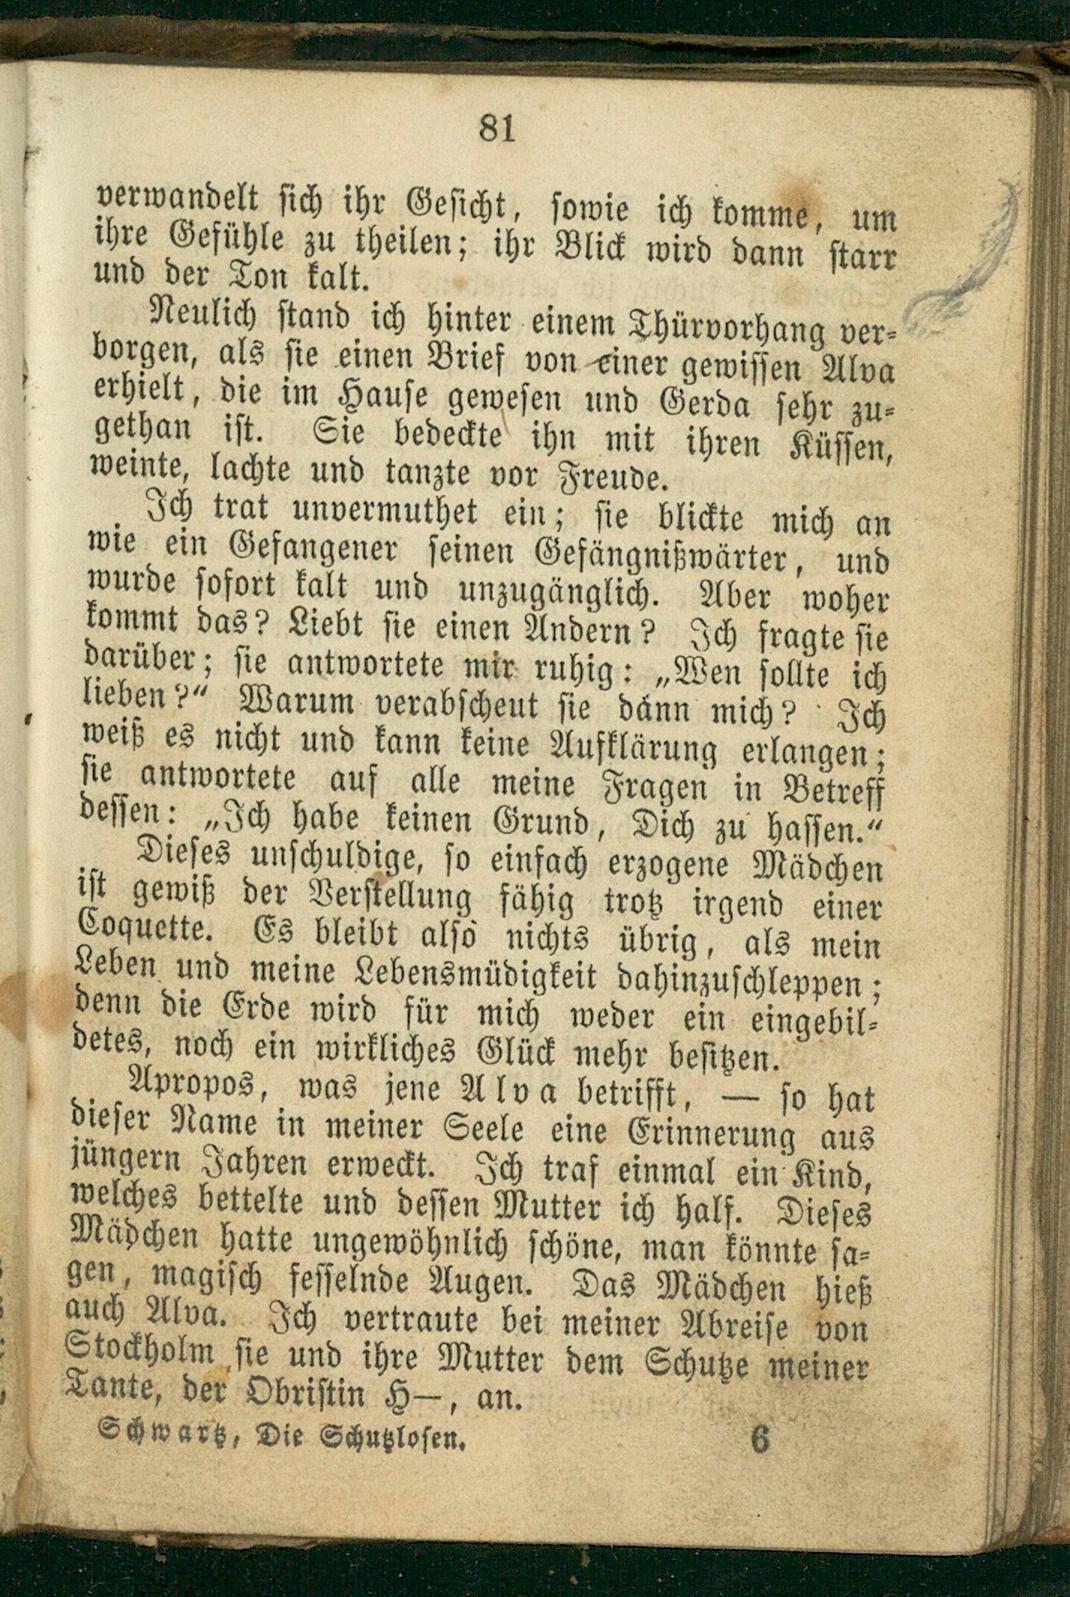 81
verwandelt sich ihr Gesicht, sowie ich komme, um
ihre Gefühle zu theilen; ihr Blick wird dann starr
und der Ton kalt.
Neulich stand ich hinter einem Thürvorhang ver-
borgen, als sie einen Brief von einer gewissen Alva
erhielt, die im Hause gewesen und Gerda sehr zu-
gethan ist. Sie bedeckte ihn mit ihren Küssen,
weinte, lachte und tanzte vor Freude.
Ich trat unvermuthet ein; sie blickte mich an
wie ein Gefangener seinen Gefängnißwärter, und
wurde sofort kalt und unzugänglich. Aber woher
kommt das? Liebt sie einen Andern? Ich fragte sie
darüber; sie antwortete mir ruhig: „Wen sollte ich
lieben?“ Warum verabscheut sie dann mich? Ich
weiß es nicht und kann keine Aufklärung erlangen;
sie antwortete auf alle meine Fragen in Betreff
dessen: „Ich habe keinen Grund, Dich zu hassen.“
Dieses unschuldige, so einfach erzogene Mädchen
ist gewiß der Verstellung fähig trotz irgend einer
Coquette. Es bleibt also nichts übrig, als mein
Leben und meine Lebensmüdigkeit dahinzuschleppen;
denn die Erde wird für mich weder ein eingebil-
detes, noch ein wirkliches Glück mehr besitzen.
Apropos, was jene Alva betrifft, — so hat
dieser Name in meiner Seele eine Erinnerung aus
jüngern Jahren erweckt. Ich traf einmal ein Kind,
welches bettelte und dessen Mutter ich half. Dieses
Mädchen hatte ungewöhnlich schöne, man könnte sa-
gen, magisch fesselnde Augen. Das Mädchen hieß
auch Alva. Ich vertraute bei meiner Abreise von
Stockholm sie und ihre Mutter dem Schutze meiner
Tante, der Obristin H—, an.
Schwartz, Die Schutzlosen. 6